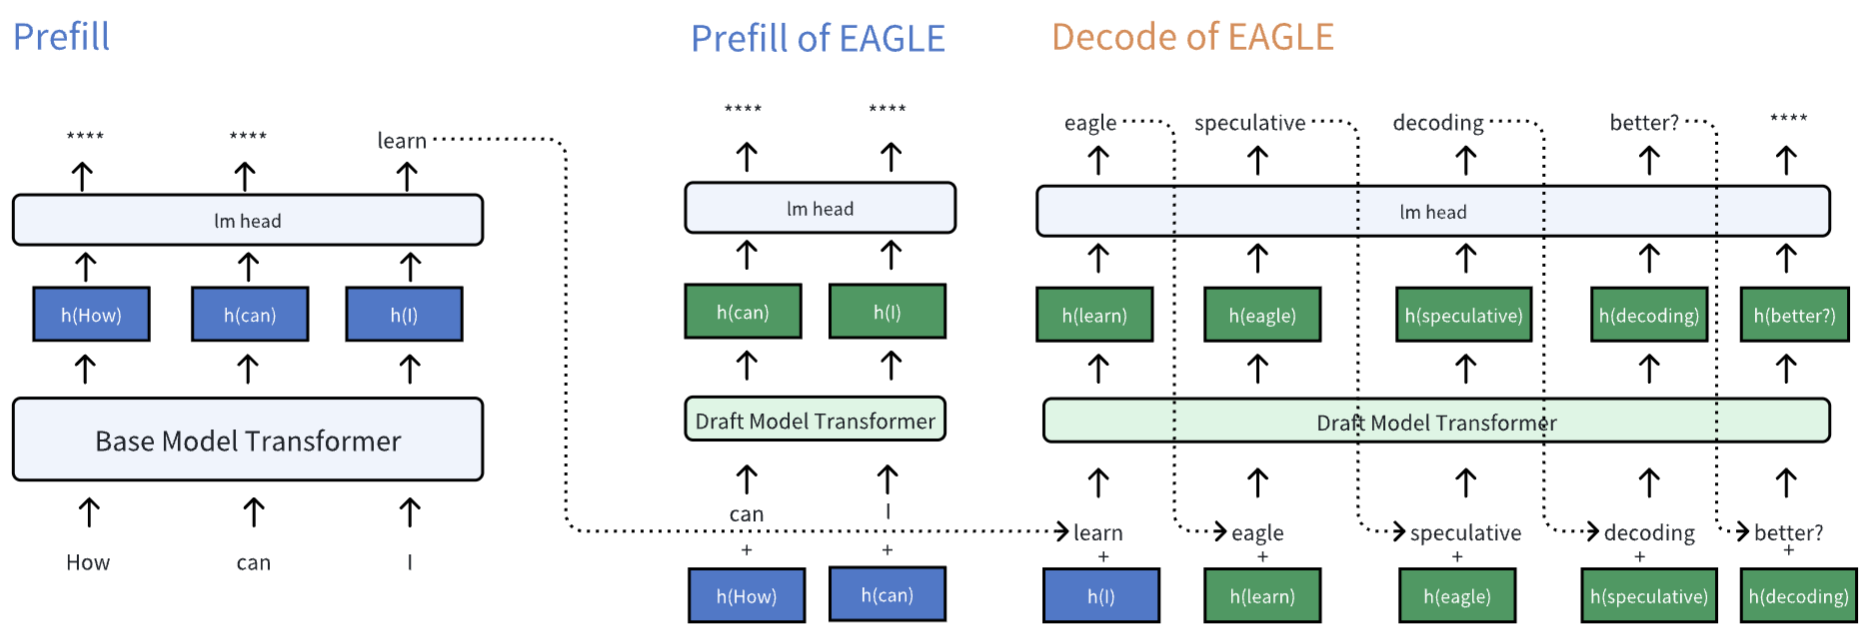 Prefill
**** **** learn
lm head
h(How) h(can) h(I)
Base Model Transformer
How can I
Prefill of EAGLE
**** ****
lm head
h(can) h(I)
Draft Model Transformer
can I
+ +
h(How) h(can)
Decode of EAGLE
eagle speculative decoding better? ****
lm head
h(learn) h(eagle) h(speculative) h(decoding) h(better?)
Draft Model Transformer
learn eagle speculative decoding better?
+ + + + +
h(I) h(learn) h(eagle) h(speculative) h(decoding)